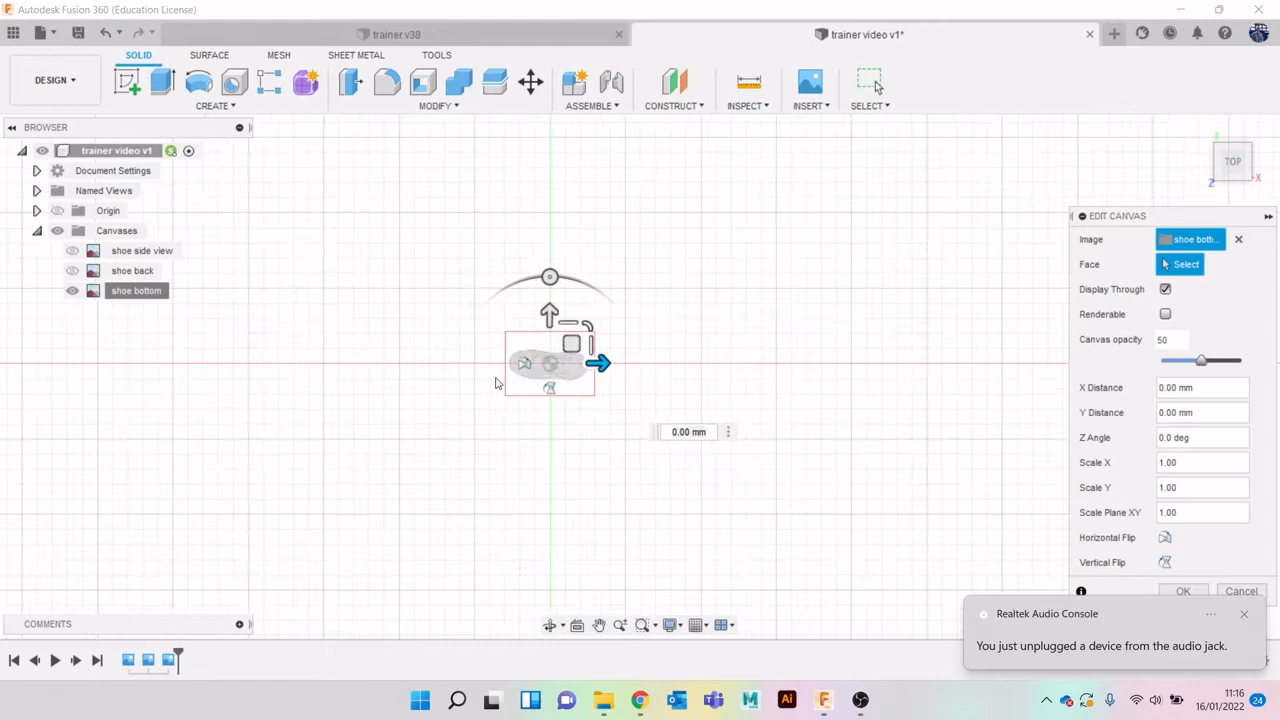 Autodesk Fusion 360 (Education License)
trainer v38
trainer video v1*
SOLID
SURFACE
MESH
SHEET METAL
TOOLS
DESIGN
CREATE
MODIFY
ASSEMBLE
CONSTRUCT
INSPECT
INSERT
SELECT
BROWSER
trainer video v1
Document Settings
Named Views
Origin
Canvases
shoe side view
shoe back
shoe bottom
TOP
X
Z
EDIT CANVAS
Image
shoe bott...
Face
Select
Display Through
Renderable
Canvas opacity
50
X Distance
0.00 mm
Y Distance
0.00 mm
Z Angle
0.0 deg
Scale X
1.00
Scale Y
1.00
Scale Plane XY
1.00
Horizontal Flip
Vertical Flip
OK
Cancel
0.00 mm
Realtek Audio Console
You just unplugged a device from the audio jack.
COMMENTS
11:16
16/01/2022
24